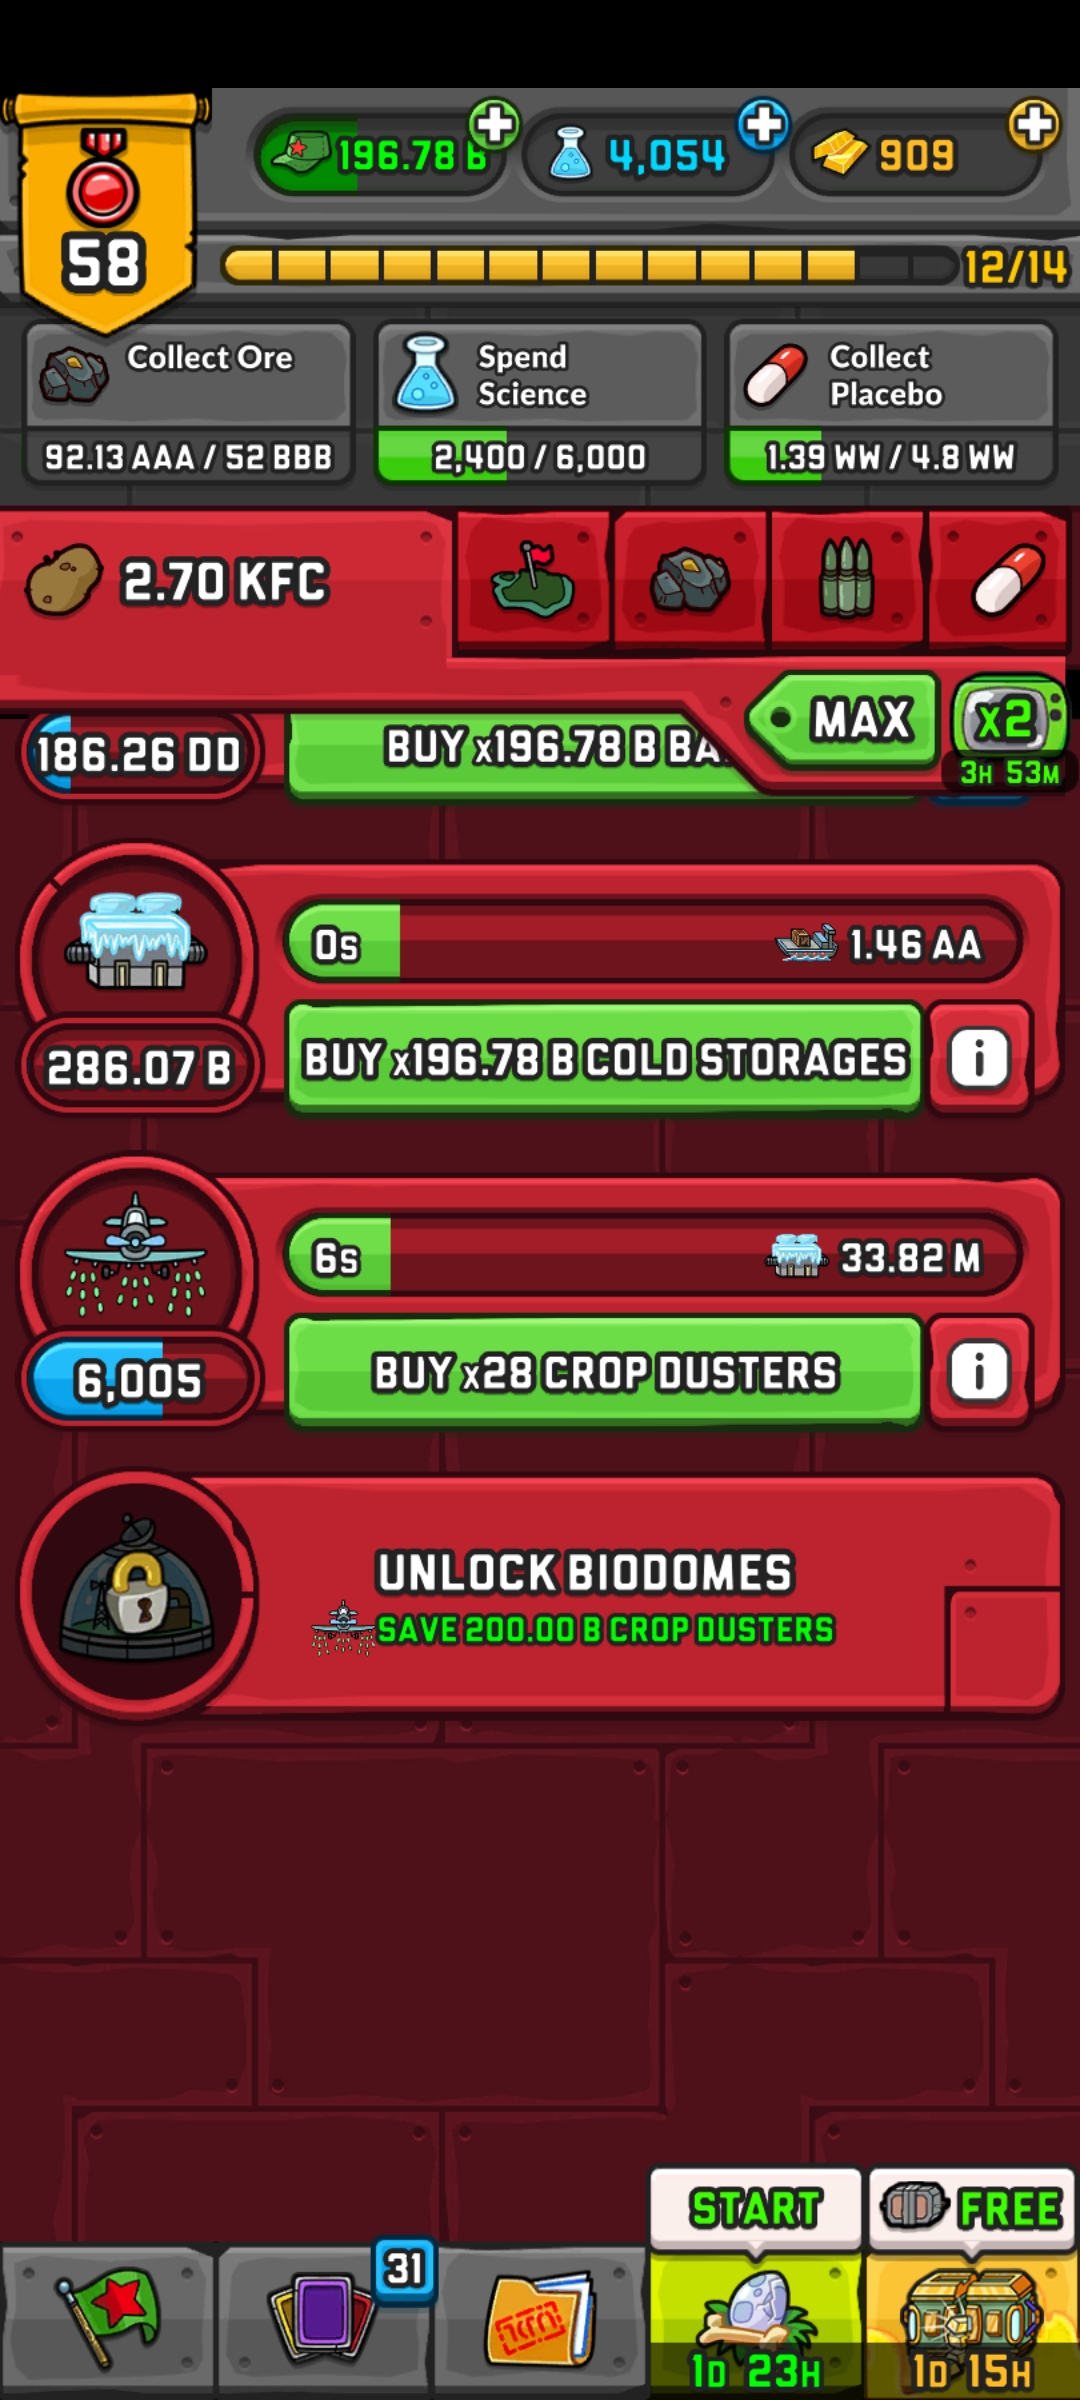 58
196.78 B
4,054
909
12/14
Collect Ore
92.13 AAA / 52 BBB
Spend
Science
2,400 / 6,000
Collect
Placebo
1.39 WW / 4.8 WW
2.70 KFC
MAX
x2
3H 53M
186.26 DD
BUY x196.78 B BA
0s
1.46 AA
286.07 B
BUY x196.78 B COLD STORAGES
i
6s
33.82 M
6,005
BUY x28 CROP DUSTERS
i
UNLOCK BIODOMES
SAVE 200.00 B CROP DUSTERS
31
START
1D 23H
FREE
1D 15H